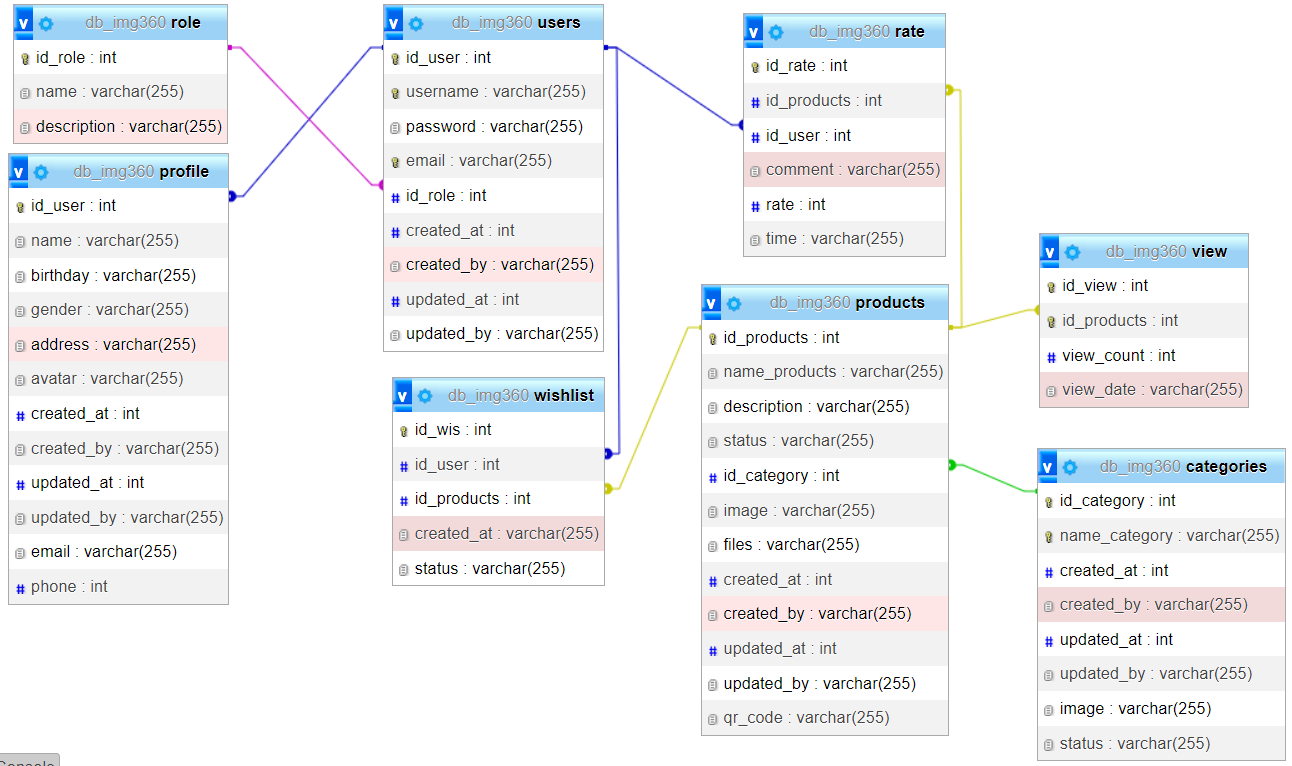 db_img360 role
id_role : int
name : varchar(255)
description : varchar(255)
db_img360 profile
id_user : int
name : varchar(255)
birthday : varchar(255)
gender : varchar(255)
address : varchar(255)
avatar : varchar(255)
created_at : int
created_by : varchar(255)
updated_at : int
updated_by : varchar(255)
email : varchar(255)
phone : int
db_img360 users
id_user : int
username : varchar(255)
password : varchar(255)
email : varchar(255)
id_role : int
created_at : int
created_by : varchar(255)
updated_at : int
updated_by : varchar(255)
db_img360 wishlist
id_wis : int
id_user : int
id_products : int
created_at : varchar(255)
status : varchar(255)
db_img360 rate
id_rate : int
id_products : int
id_user : int
comment : varchar(255)
rate : int
time : varchar(255)
db_img360 products
id_products : int
name_products : varchar(255)
description : varchar(255)
status : varchar(255)
id_category : int
image : varchar(255)
files : varchar(255)
created_at : int
created_by : varchar(255)
updated_at : int
updated_by : varchar(255)
qr_code : varchar(255)
db_img360 view
id_view : int
id_products : int
view_count : int
view_date : varchar(255)
db_img360 categories
id_category : int
name_category : varchar(255)
created_at : int
created_by : varchar(255)
updated_at : int
updated_by : varchar(255)
image : varchar(255)
status : varchar(255)